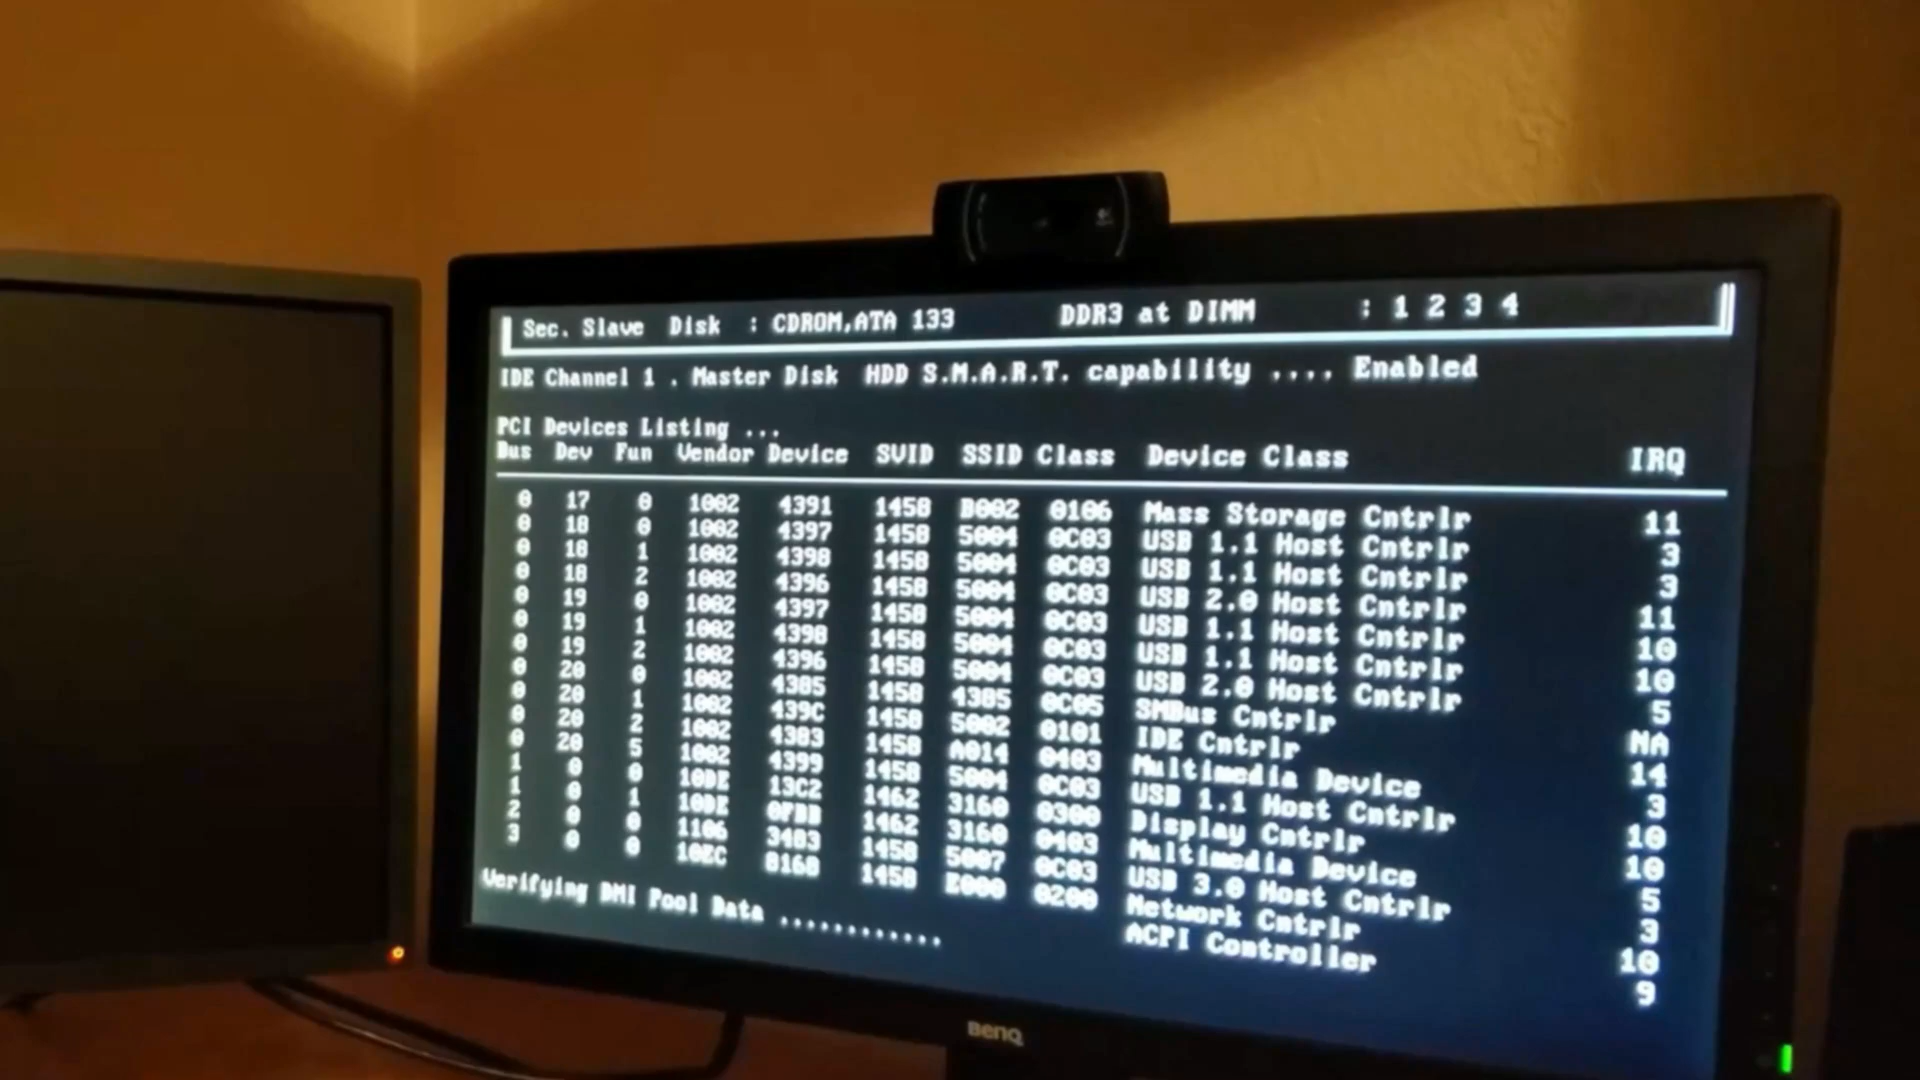 Sec. Slave Disk : CDROM,ATA 133 DDR3 at DIMM : 1 2 3 4
IDE Channel 1 . Master Disk HDD S.M.A.R.T. capability .... Enabled
PCI Devices Listing ...
Bus Dev Fun Vendor Device SVID SSID Class Device Class IRQ
0 17 0 1002 4391 1458 B002 0106 Mass Storage Cntrlr 11
0 18 0 1002 4397 1458 5004 0C03 USB 1.1 Host Cntrlr 3
0 18 1 1002 4398 1458 5004 0C03 USB 1.1 Host Cntrlr 3
0 18 2 1002 4396 1458 5004 0C03 USB 2.0 Host Cntrlr 11
0 19 0 1002 4397 1458 5004 0C03 USB 1.1 Host Cntrlr 10
0 19 1 1002 4398 1458 5004 0C03 USB 1.1 Host Cntrlr 10
0 19 2 1002 4396 1458 5004 0C03 USB 2.0 Host Cntrlr 5
0 20 0 1002 4385 1458 4385 0C05 SMBus Cntrlr NA
0 20 1 1002 439C 1458 5002 0101 IDE Cntrlr 14
0 20 2 1002 4383 1458 A014 0403 Multimedia Device 3
0 20 5 1002 4399 1458 5004 0C03 USB 1.1 Host Cntrlr 10
1 0 0 10DE 13C2 1462 3160 0300 Display Cntrlr 10
1 0 1 10DE 0FBB 1462 3160 0403 Multimedia Device 5
2 0 0 1106 3483 1458 5007 0C03 USB 3.0 Host Cntrlr 3
3 0 0 10EC 8168 1458 E000 0200 Network Cntrlr 10
ACPI Controller 9
Verifying DMI Pool Data ............
BenQ